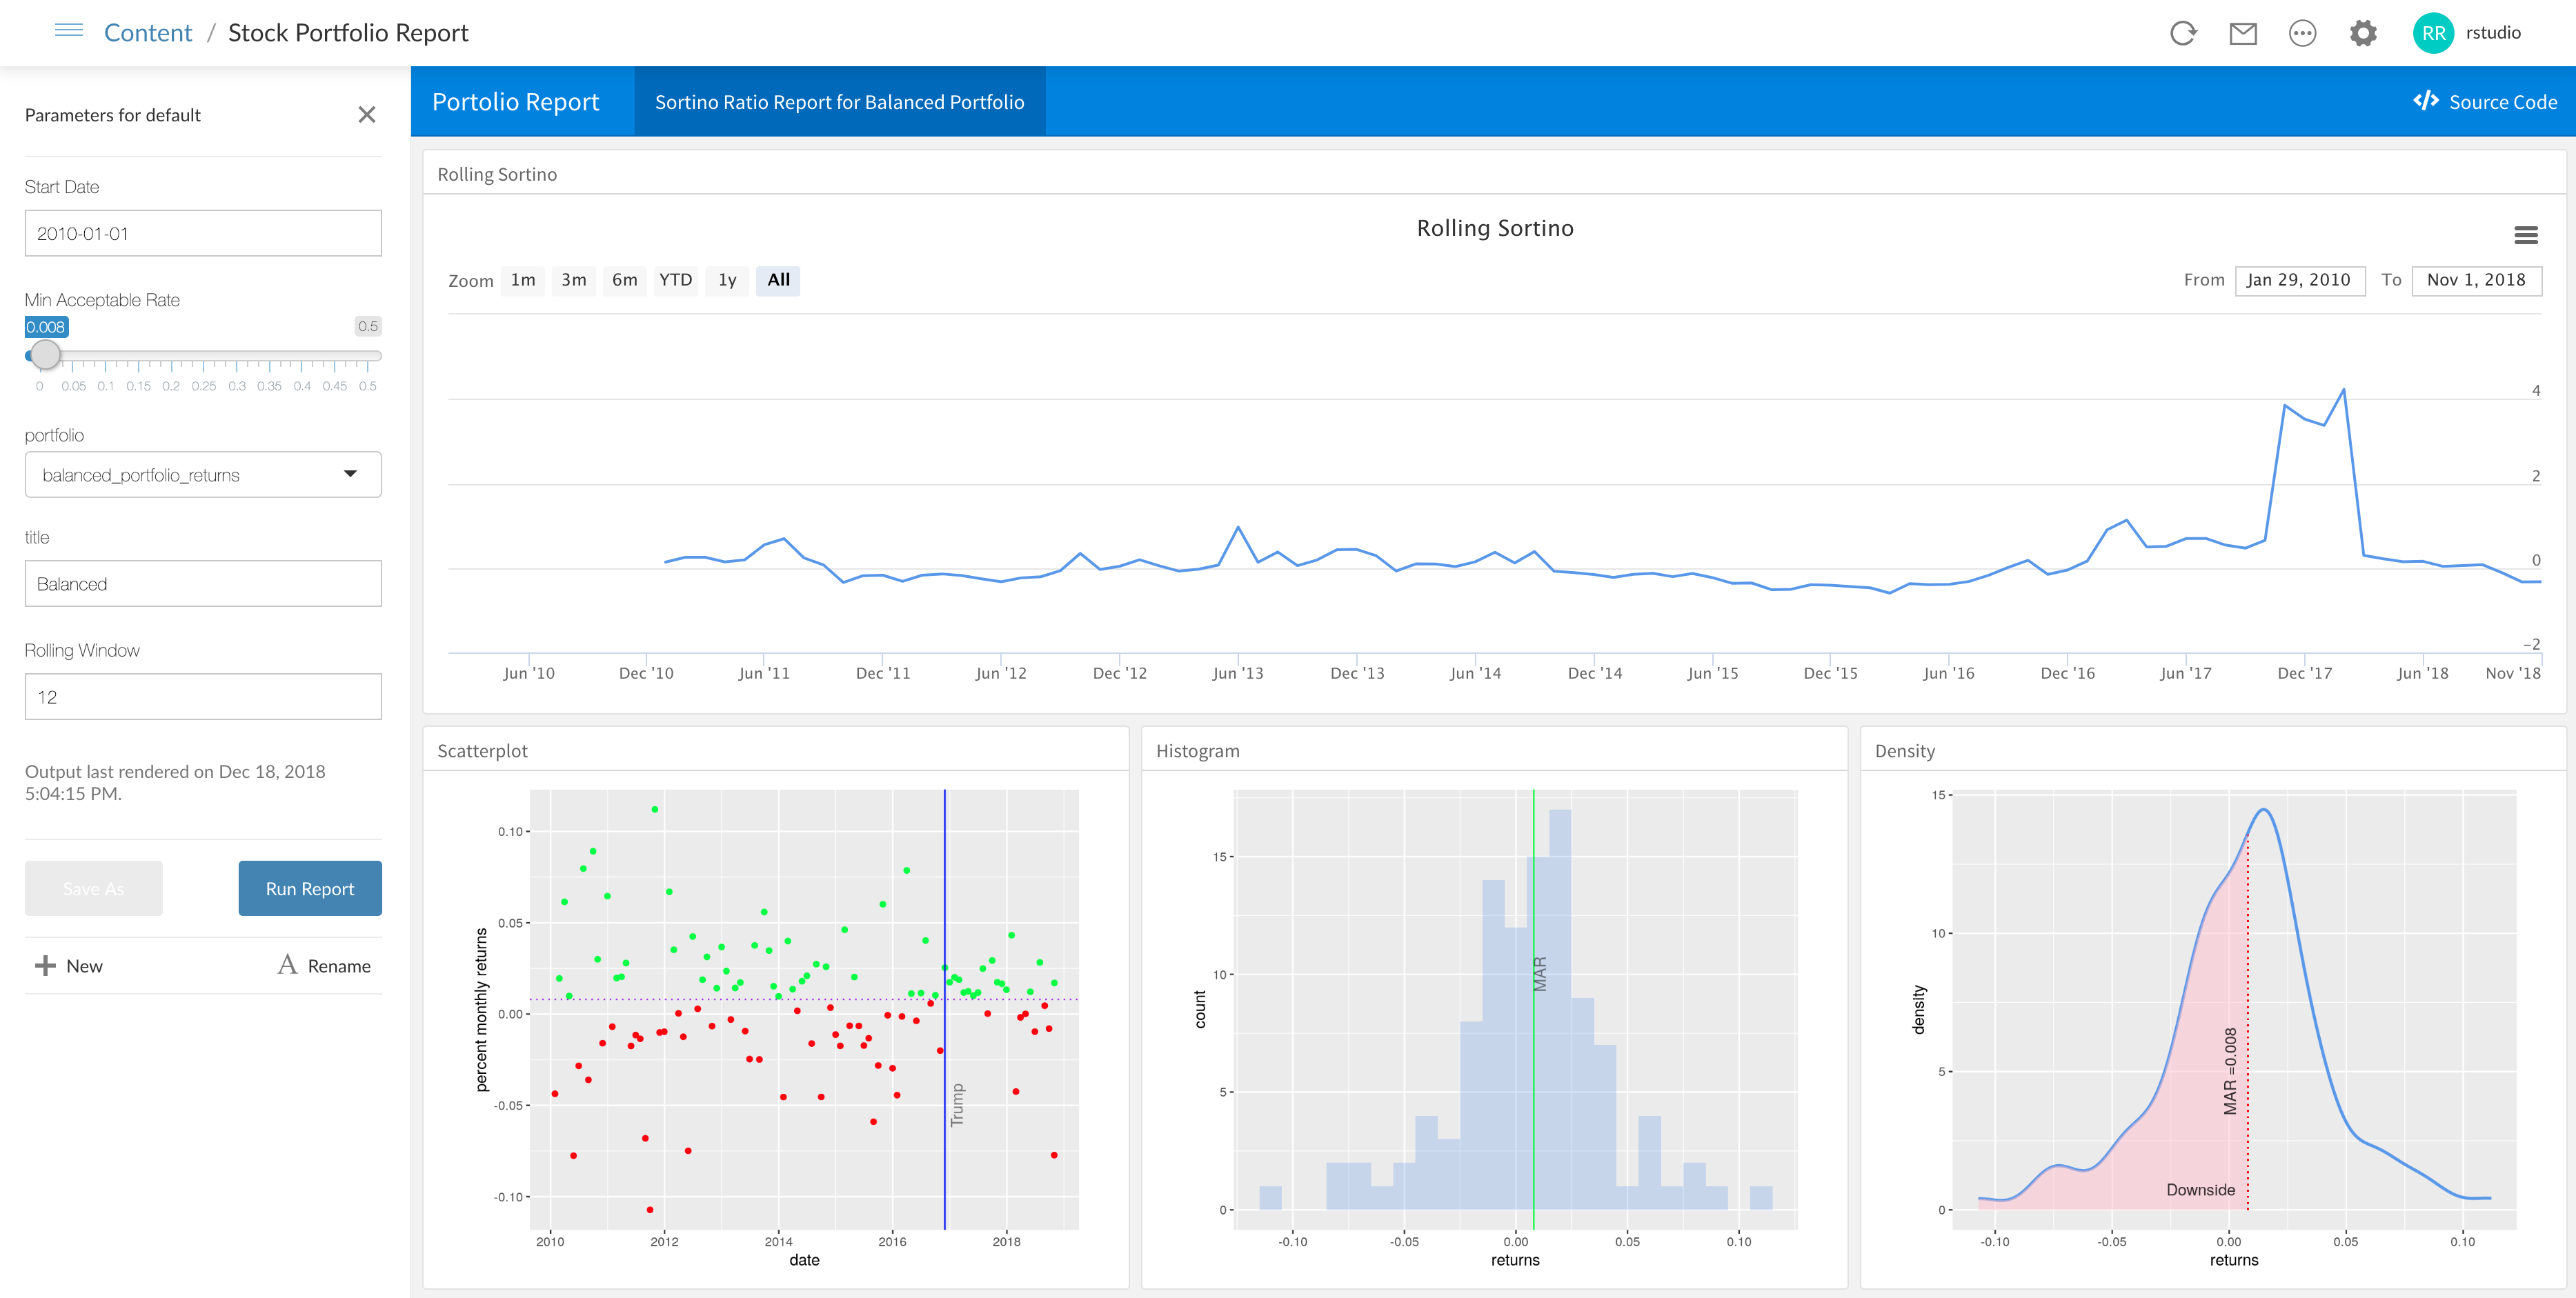 Content / Stock Portfolio Report
RR rstudio
Parameters for default
Start Date
2010-01-01
Min Acceptable Rate
0.008 0.5
0 0.05 0.1 0.15 0.2 0.25 0.3 0.35 0.4 0.45 0.5
portfolio
balanced_portfolio_returns
title
Balanced
Rolling Window
12
Output last rendered on Dec 18, 2018
5:04:15 PM.
Save As Run Report
New A Rename
Portolio Report Sortino Ratio Report for Balanced Portfolio </> Source Code
Rolling Sortino
Rolling Sortino
Zoom 1m 3m 6m YTD 1y All From Jan 29, 2010 To Nov 1, 2018
4
2
0
−2
Jun '10 Dec '10 Jun '11 Dec '11 Jun '12 Dec '12 Jun '13 Dec '13 Jun '14 Dec '14 Jun '15 Dec '15 Jun '16 Dec '16 Jun '17 Dec '17 Jun '18 Nov '18
Scatterplot
percent monthly returns
0.10
0.05
0.00
-0.05
-0.10
Trump
2010 2012 2014 2016 2018
date
Histogram
count
15
10
5
0
MAR
-0.10 -0.05 0.00 0.05 0.10
returns
Density
density
15
10
5
0
MAR =0.008
Downside
-0.10 -0.05 0.00 0.05 0.10
returns